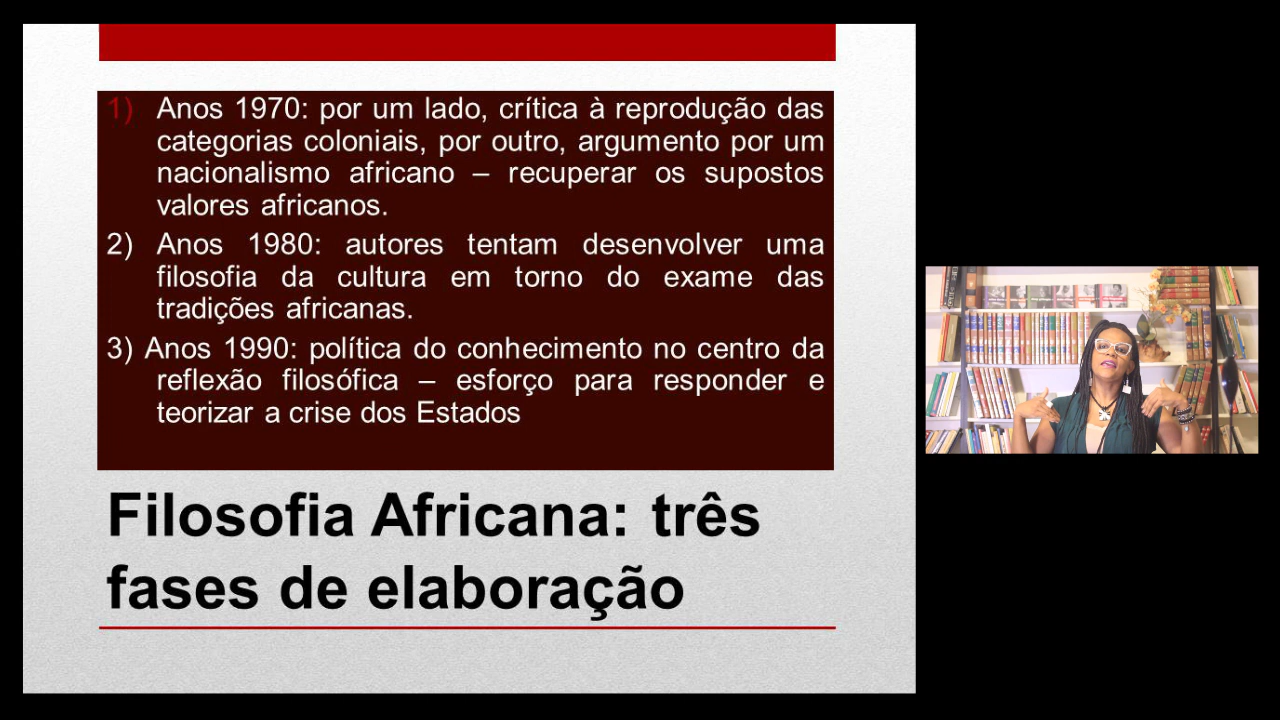 1) Anos 1970: por um lado, crítica à reprodução das
categorias coloniais, por outro, argumento por um
nacionalismo africano – recuperar os supostos
valores africanos.
2) Anos 1980: autores tentam desenvolver uma
filosofia da cultura em torno do exame das
tradições africanas.
3) Anos 1990: política do conhecimento no centro da
reflexão filosófica – esforço para responder e
teorizar a crise dos Estados
Filosofia Africana: três
fases de elaboração